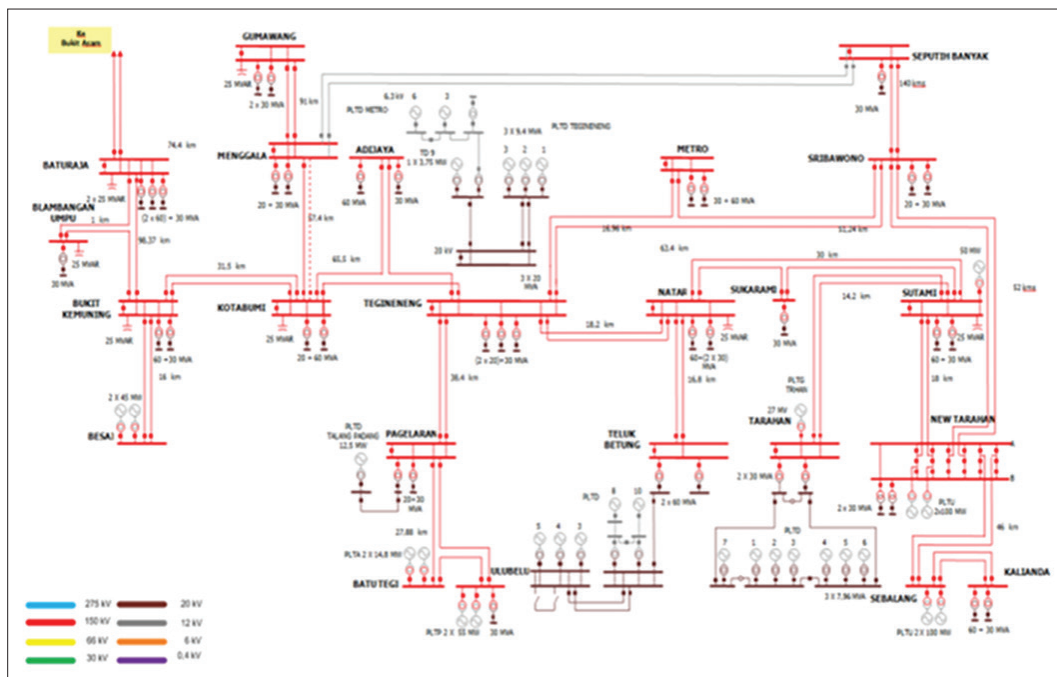 Ke
Bukit Asam
GUMAWANG
25 MVAR
2 x 30 MVA
91 km
SEPUTIH BANYAK
30 MVA
140 kms
6,3 kV
6
3
PLTD METRO
TD 9
1 X 3,75 MW
3 X 9,4 MVA
PLTD TEGINENENG
3
2
1
74,4 km
BATURAJA
2 x 25 MVAR
(2 x 60) = 30 MVA
MENGGALA
20 = 30 MVA
ADIJAYA
60 MVA
30 MVA
METRO
30 = 60 MVA
SRIBAWONO
20 = 30 MVA
BLAMBANGAN
UMPU
1 km
25 MVAR
30 MVA
98,37 km
57,4 km
20 kV
3 X 20
MVA
16,96 km
51,24 km
31,5 km
60,5 km
63,4 km
30 km
50 MW
52 kms
BUKIT
KEMUNING
25 MVAR
60 = 30 MVA
KOTABUMI
25 MVAR
20 = 60 MVA
TEGINENENG
(2 x 20)=30 MVA
18,2 km
NATAR
25 MVAR
60=(2 X 30)
MVA
SUKARAMI
30 MVA
14,2 km
SUTAMI
25 MVAR
60 = 30 MVA
16 km
2 X 45 MW
BESAI
38,4 km
16,8 km
PLTG
TRHAN
27 MV
18 km
PLTD
TALANG PADANG
12,5 MW
PAGELARAN
20=30
MVA
TELUK
BETUNG
2 x 60 MVA
TARAHAN
2 X 30 MVA
NEW TARAHAN
A
B
2 x 30 MVA
PLTU
2x100 MW
27,88 km
PLTA 2 X 14,8 MW
BATUTEGI
ULUBELU
PLTP 2 X 55 MW
30 MVA
5
4
3
PLTD
8
10
PLTD
7
1
2
3
4
5
6
3 X 7,96 MVA
46 km
SEBALANG
PLTU 2 X 100 MW
KALIANDA
60 = 30 MVA
275 kV
20 kV
150 kV
12 kV
66 kV
6 kV
30 kV
0,4 kV